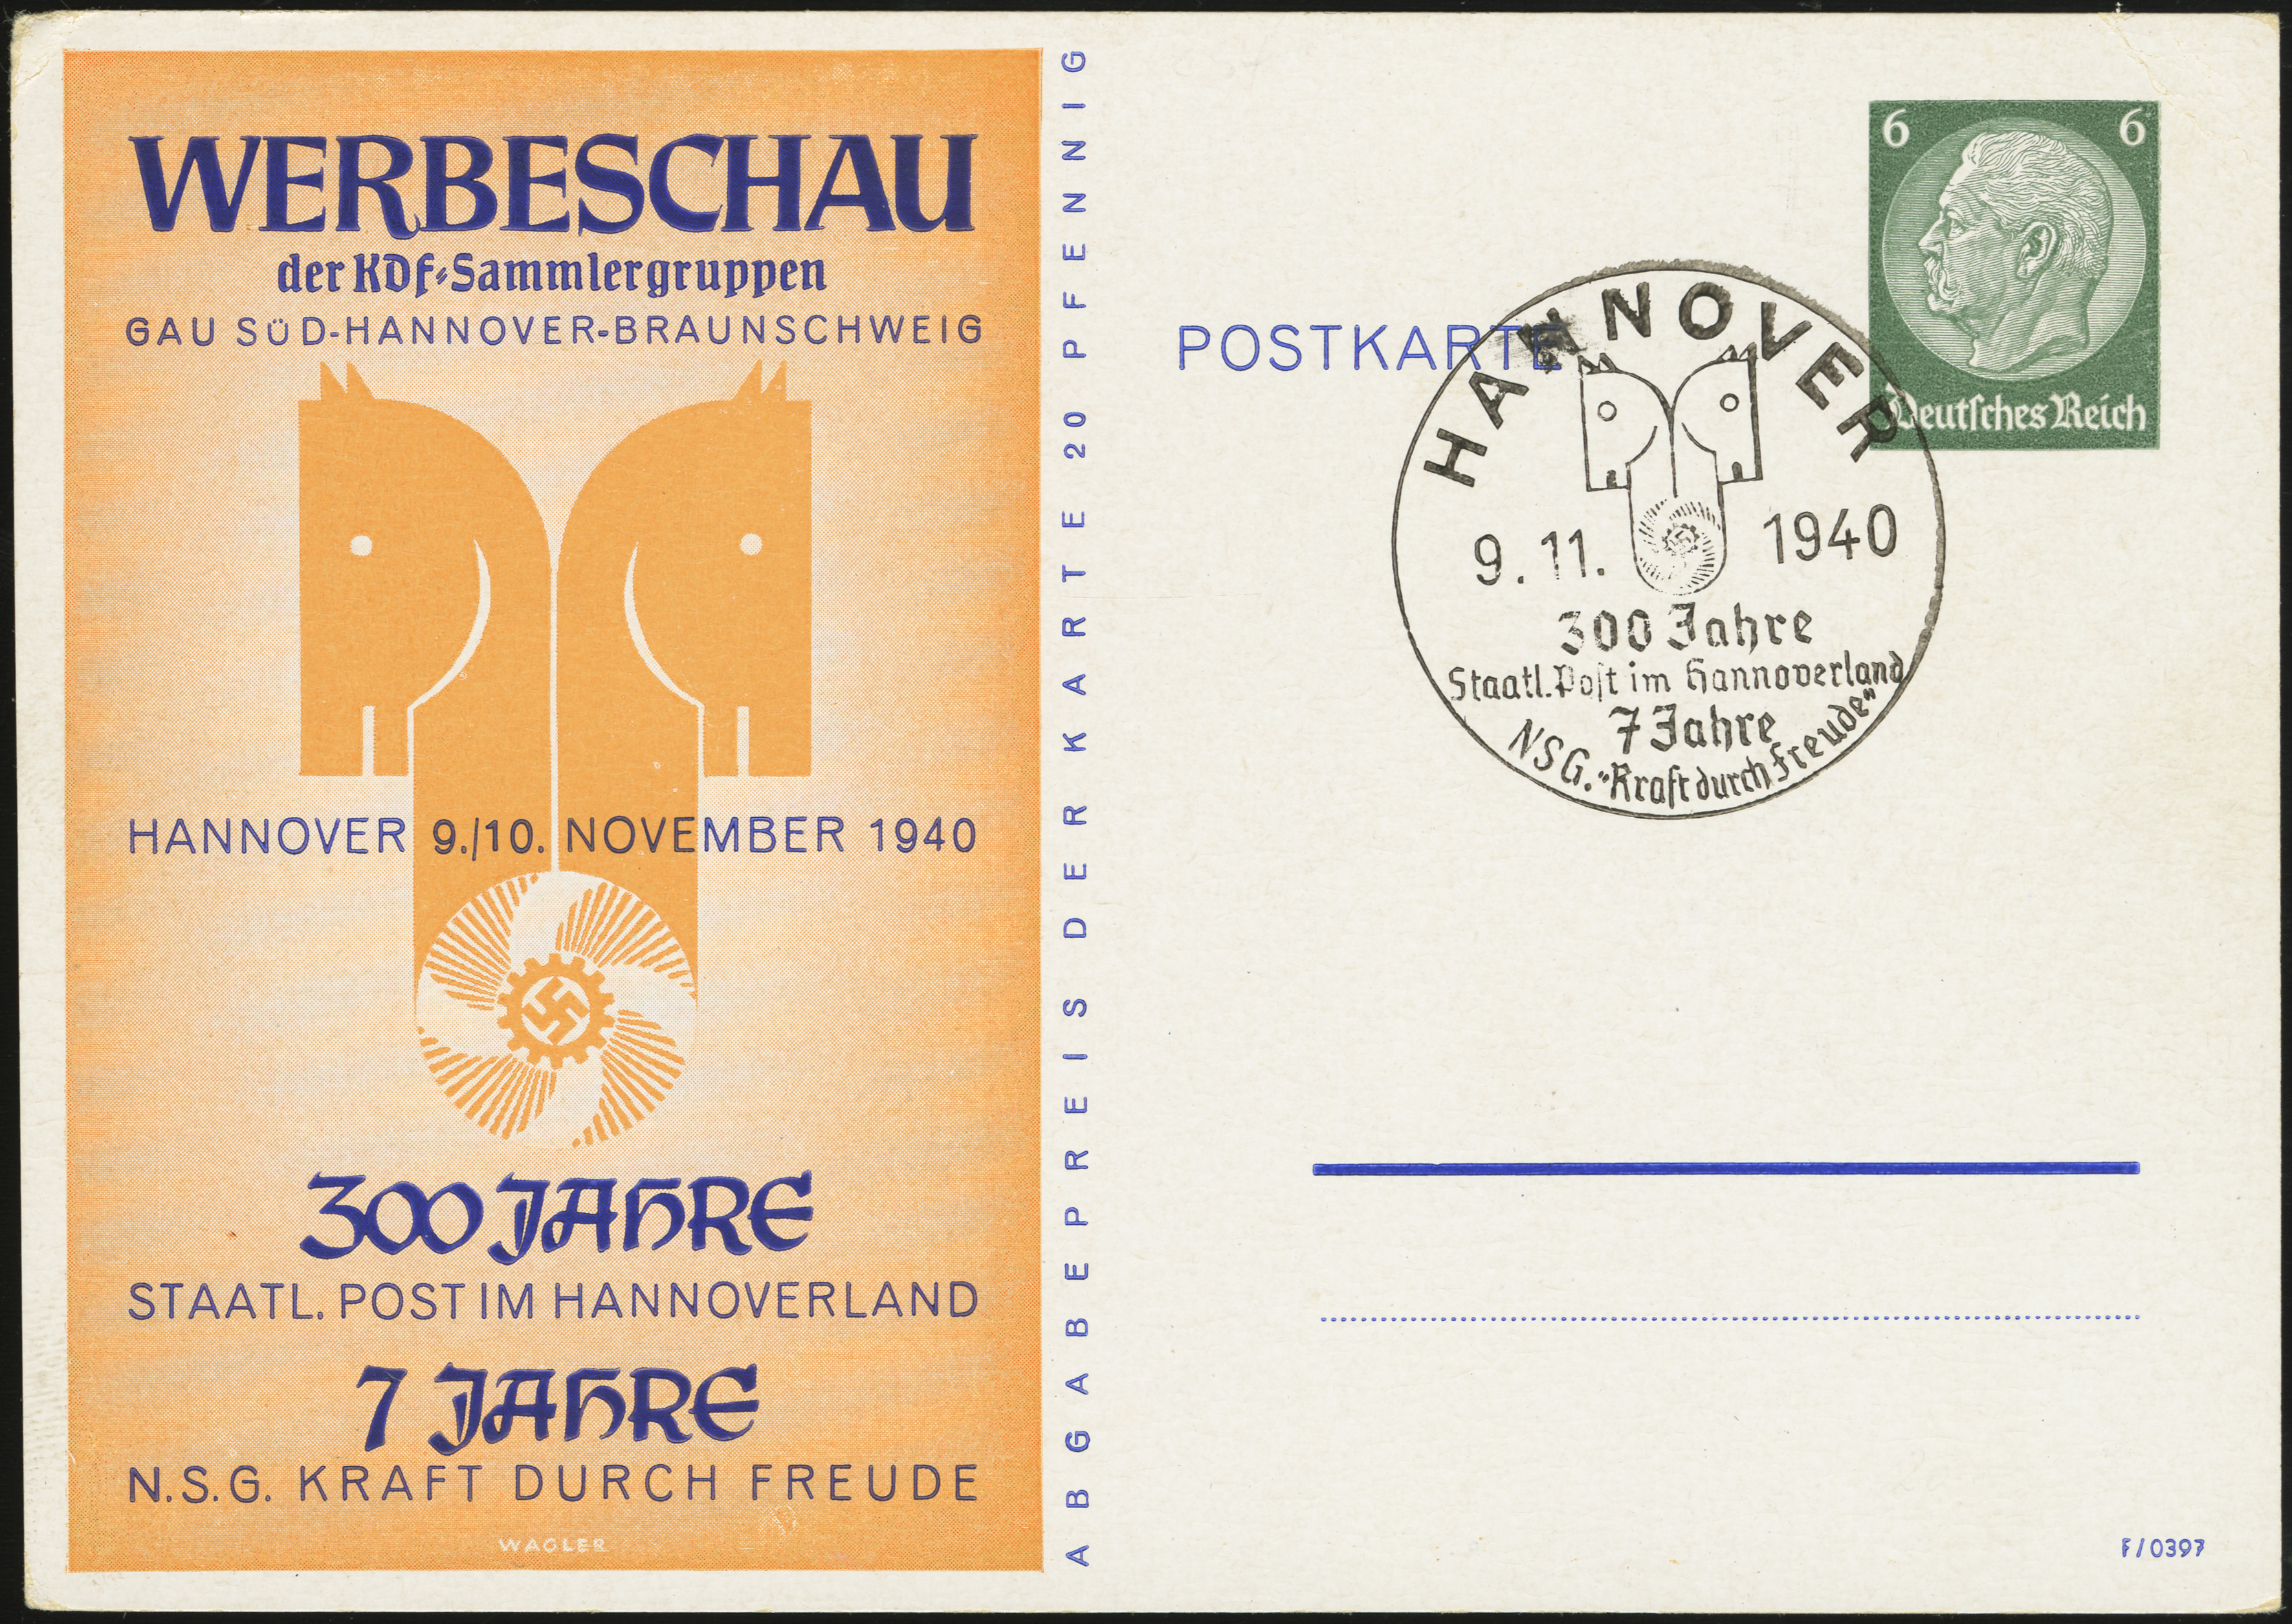 WERBESCHAU
der KDF-Sammlergruppen
GAU SÜD-HANNOVER-BRAUNSCHWEIG
HANNOVER 9./10. NOVEMBER 1940
300 JAHRE
STAATL. POST IM HANNOVERLAND
7 JAHRE
N.S.G. KRAFT DURCH FREUDE
WAGLER
ABGABEPREIS DER KARTE 20 PFENNIG
POSTKARTE
6 6
Deutsches Reich
HANNOVER
9. 11. 1940
300 Jahre
Staatl. Post im Hannoverland
7 Jahre
NSG. "Kraft durch Freude"
F/0397